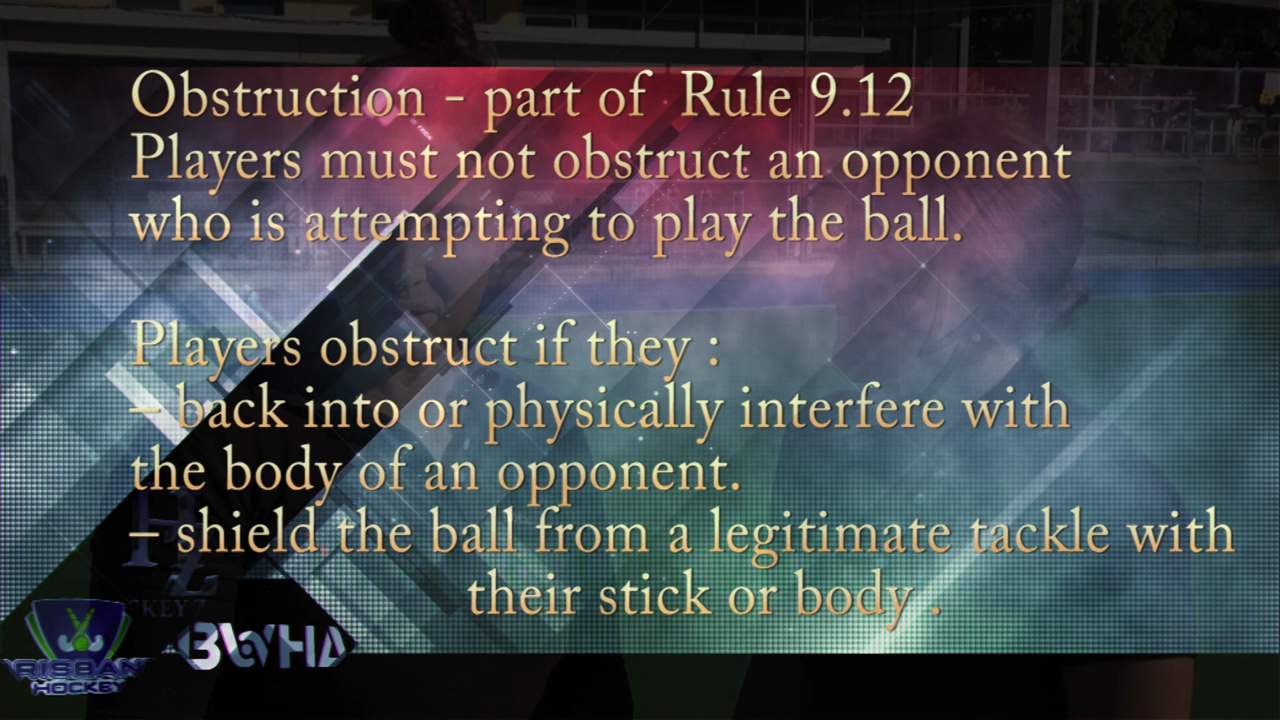 Obstruction - part of Rule 9.12
Players must not obstruct an opponent
who is attempting to play the ball.
Players obstruct if they :
– back into or physically interfere with
the body of an opponent.
– shield the ball from a legitimate tackle with
their stick or body .
BWHA
HOCKEY